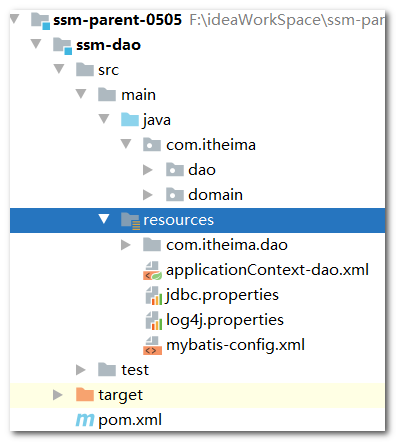 ssm-parent-0505 F:\ideaWorkSpace\ssm-par
ssm-dao
src
main
java
com.itheima
dao
domain
resources
com.itheima.dao
applicationContext-dao.xml
jdbc.properties
log4j.properties
mybatis-config.xml
test
target
pom.xml